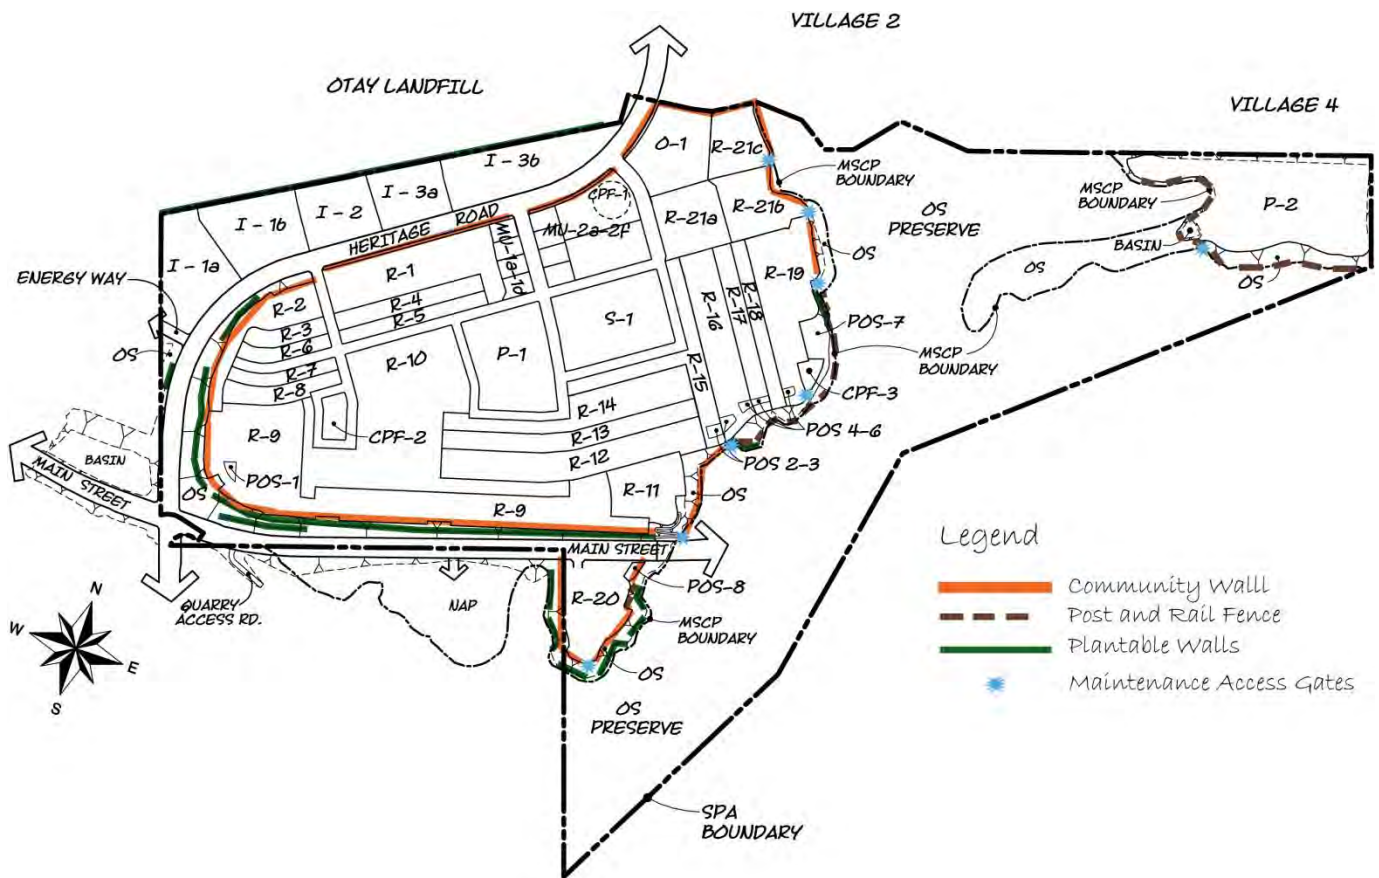 VILLAGE 2
OTAY LANDFILL
VILLAGE 4
I - 3b
O-1
R-21c
MSCP
BOUNDARY
I - 3a
CPF-1
I - 2
I - 1b
HERITAGE ROAD
MU-1a-1d
MU-2a-2f
R-21a
R-21b
OS
PRESERVE
MSCP
BOUNDARY
P-2
BASIN
OS
OS
I - 1a
ENERGY WAY
R-1
R-19
OS
R-2
R-4
R-5
R-3
R-6
R-7
R-8
R-10
P-1
S-1
R-16
R-17
R-18
POS-7
MSCP
BOUNDARY
OS
R-15
CPF-3
R-14
R-13
R-12
POS 4-6
POS 2-3
R-9
CPF-2
POS-1
BASIN
MAIN STREET
OS
R-11
OS
R-9
MAIN STREET
QUARRY
ACCESS RD.
NAP
R-20
POS-8
MSCP
BOUNDARY
OS
OS
PRESERVE
SPA
BOUNDARY
N
W
E
S
Legend
Community Walll
Post and Rail Fence
Plantable Walls
Maintenance Access Gates